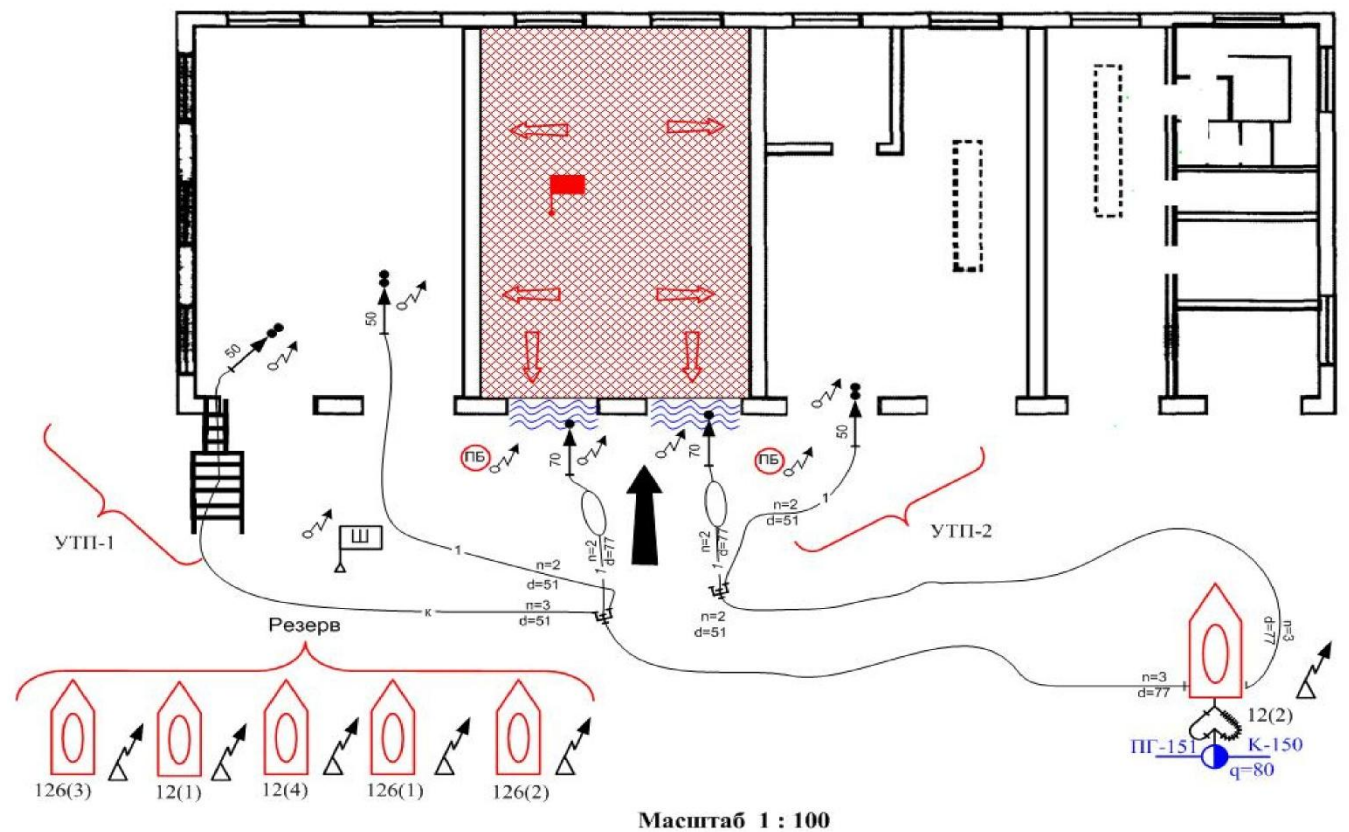 50
50
50
ПБ
70
70
ПБ
n=2
d=51
1
УТП-1
Ш
УТП-2
n=2
d=77
1
n=2
d=77
1
1
n=2
d=51
к
n=3
d=51
n=2
d=51
n=3
d=77
Резерв
n=3
d=77
12(2)
ПГ-151
К-150
q=80
126(3)
12(1)
12(4)
126(1)
126(2)
Масштаб 1 : 100